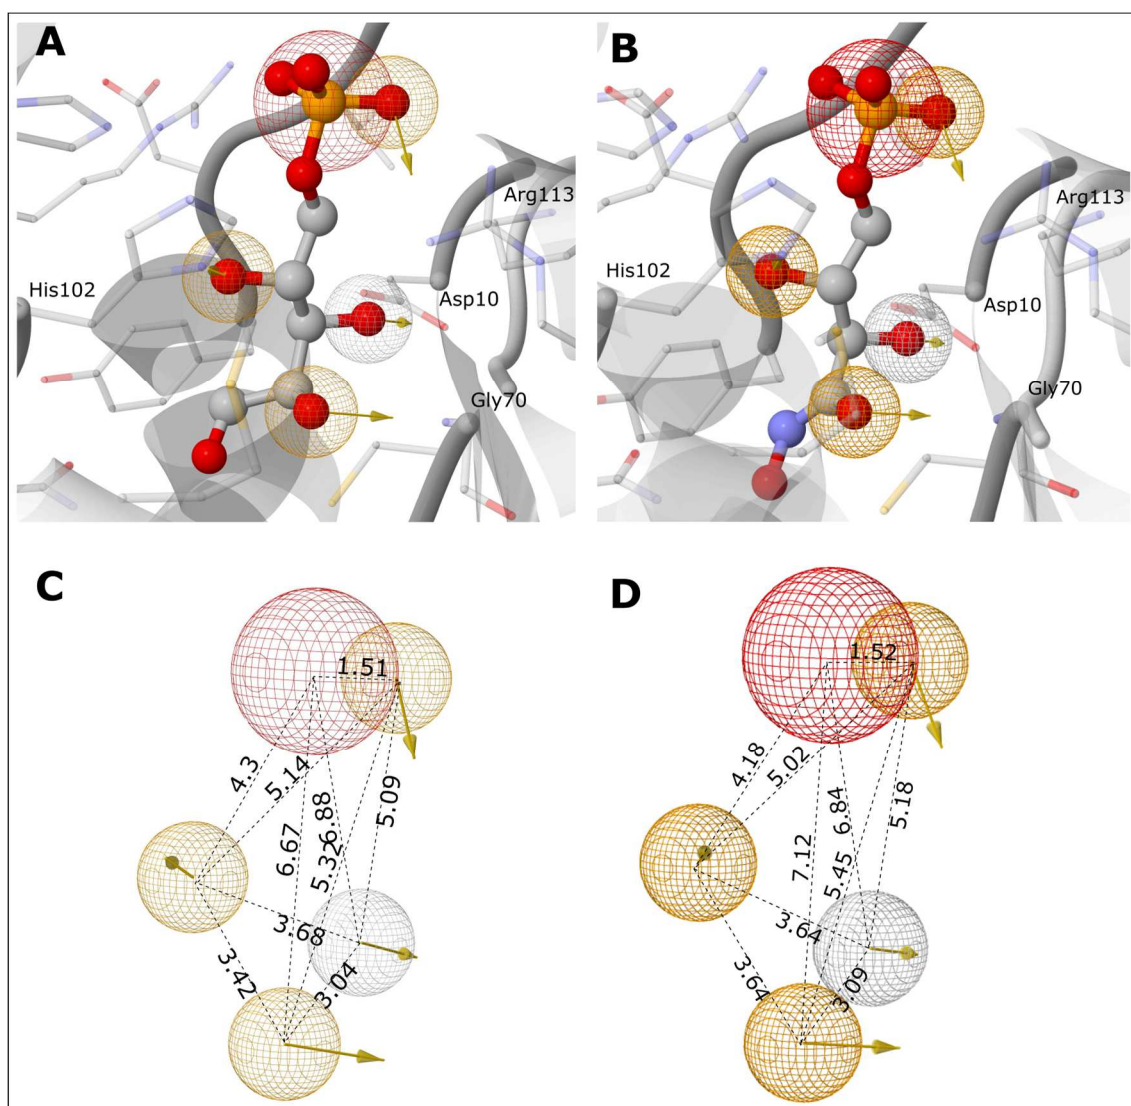 A
B
Arg113
His102
Asp10
Gly70
Arg113
His102
Asp10
Gly70
C
D
1.51
4.3
5.14
5.09
6.88
6.67
5.32
3.68
3.42
3.04
1.52
4.18
5.02
5.18
6.84
7.12
5.45
3.64
3.64
3.09